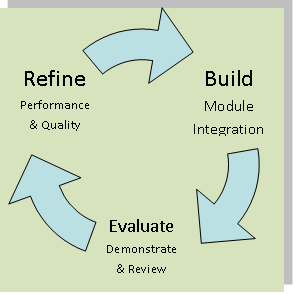 Refine
Performance
& Quality
Build
Module
Integration
Evaluate
Demonstrate
& Review